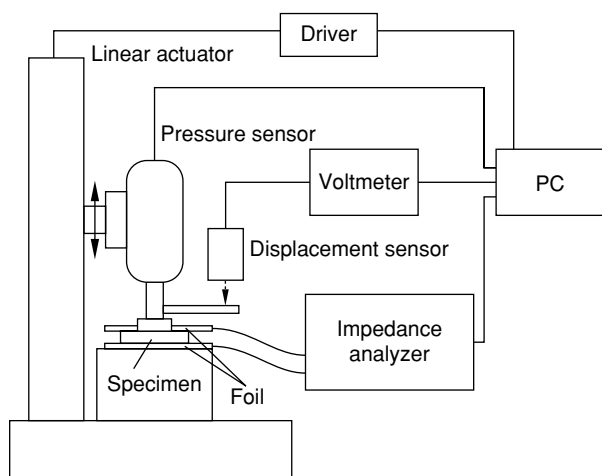 Driver
Linear actuator
Pressure sensor
Voltmeter
PC
Displacement sensor
Impedance
analyzer
Specimen
Foil